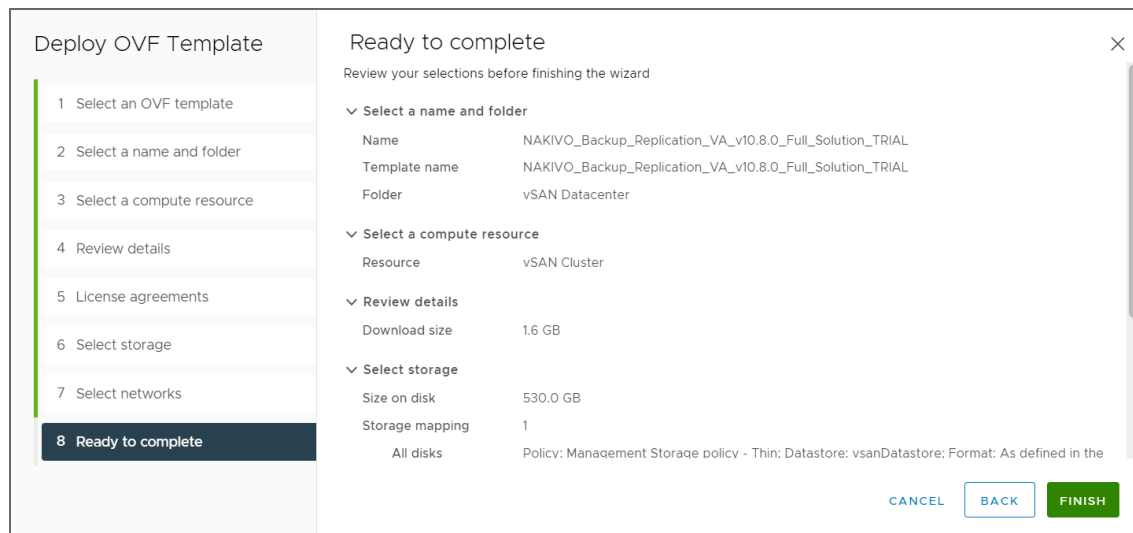 Deploy OVF Template
1 Select an OVF template
2 Select a name and folder
3 Select a compute resource
4 Review details
5 License agreements
6 Select storage
7 Select networks
8 Ready to complete
Ready to complete
Review your selections before finishing the wizard
Select a name and folder
Name NAKIVO_Backup_Replication_VA_v10.8.0_Full_Solution_TRIAL
Template name NAKIVO_Backup_Replication_VA_v10.8.0_Full_Solution_TRIAL
Folder vSAN Datacenter
Select a compute resource
Resource vSAN Cluster
Review details
Download size 1.6 GB
Select storage
Size on disk 530.0 GB
Storage mapping 1
All disks Policy: Management Storage policy - Thin; Datastore: vsanDatastore; Format: As defined in the
CANCEL BACK FINISH